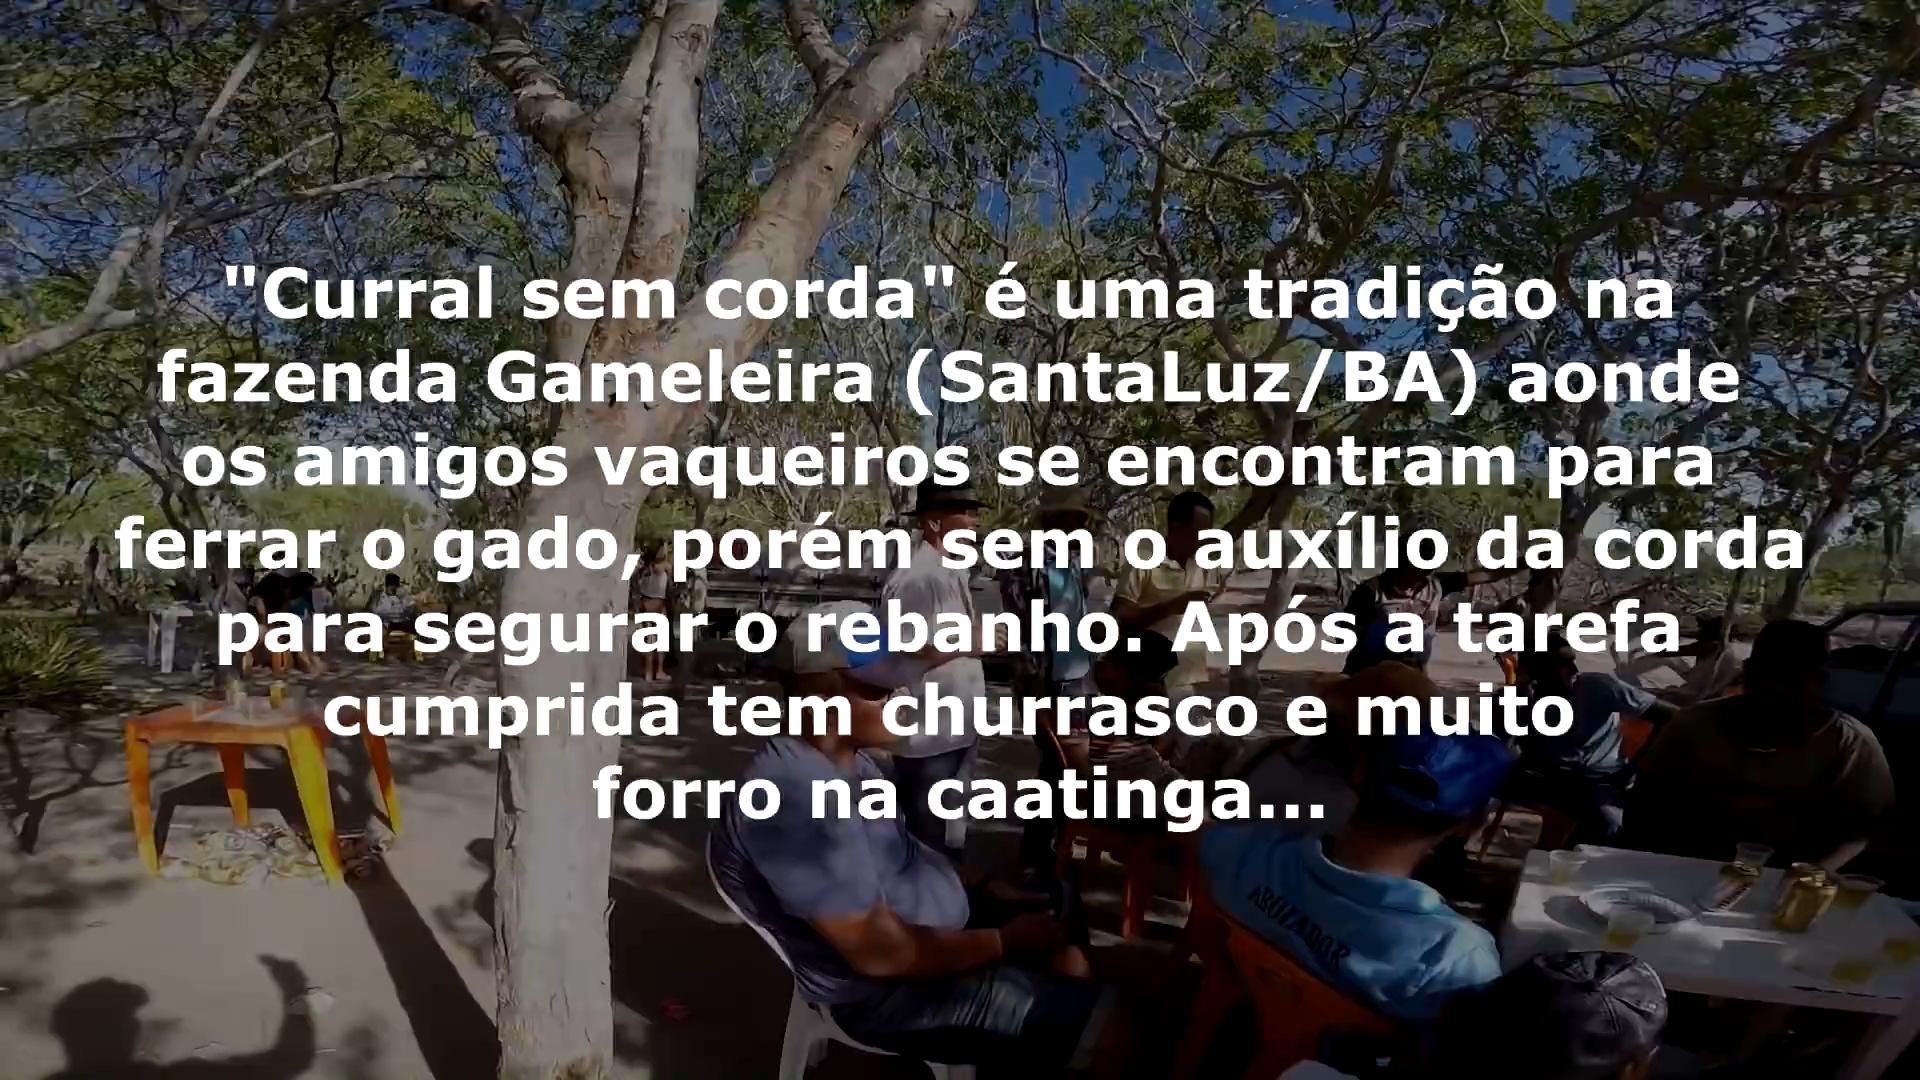 "Curral sem corda" é uma tradição na
fazenda Gameleira (SantaLuz/BA) aonde
os amigos vaqueiros se encontram para
ferrar o gado, porém sem o auxílio da corda
para segurar o rebanho. Após a tarefa
cumprida tem churrasco e muito
forro na caatinga...
ABUZADOR